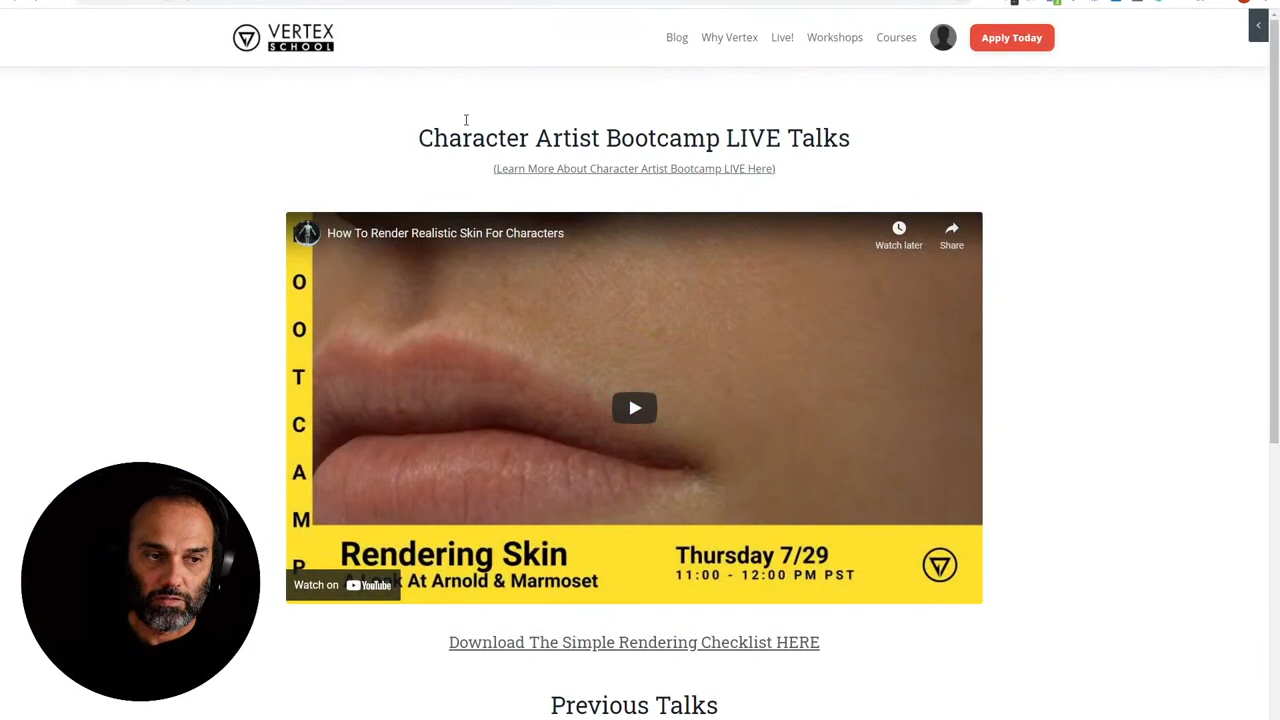 VERTEX
SCHOOL
Blog Why Vertex Live! Workshops Courses Apply Today
Character Artist Bootcamp LIVE Talks
(Learn More About Character Artist Bootcamp LIVE Here)
How To Render Realistic Skin For Characters
Watch later Share
O
O
T
C
A
M
P
Rendering Skin
At Arnold & Marmoset
Thursday 7/29
11:00 - 12:00 PM PST
Watch on YouTube
Download The Simple Rendering Checklist HERE
Previous Talks